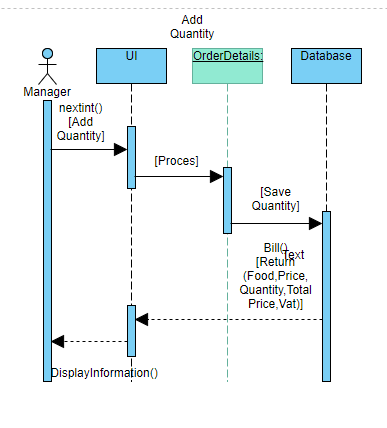 Add
Quantity
UI
OrderDetails:
Database
Manager
nextint()
[Add
Quantity]
[Proces]
[Save
Quantity]
Text
Bill()
[Return
(Food,Price,
Quantity,Total
Price,Vat)]
DisplayInformation()